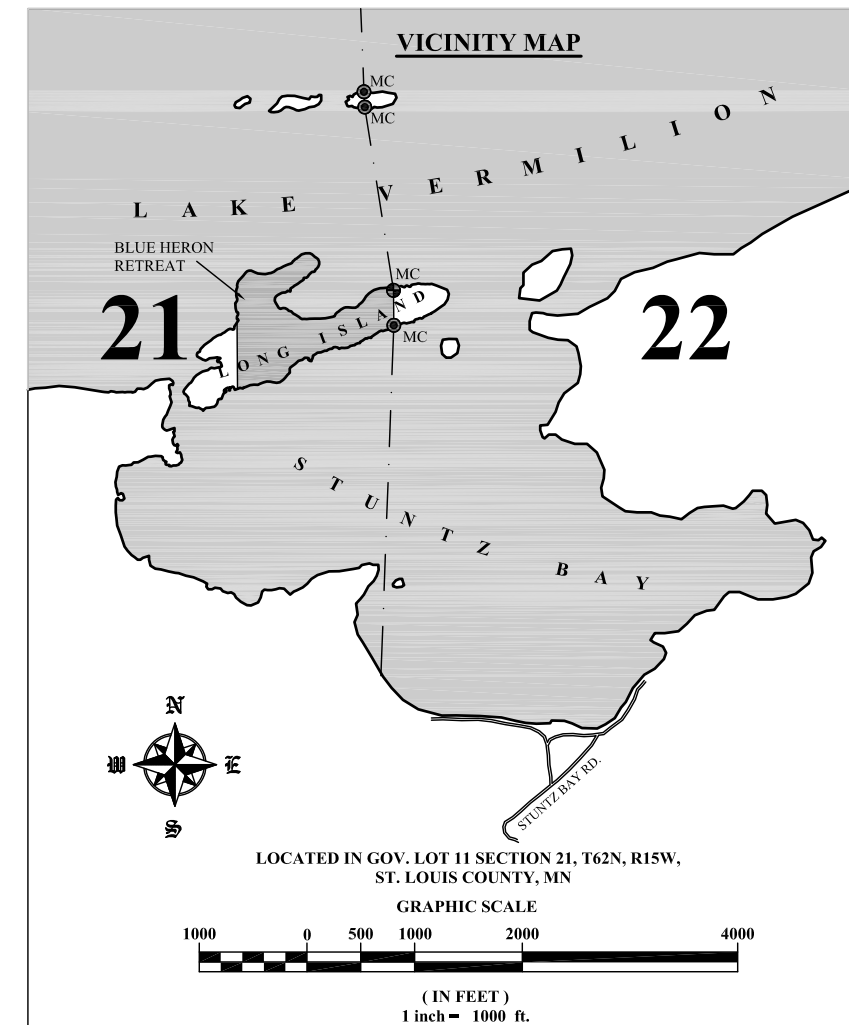 VICINITY MAP
MC
MC
LAKE VERMILION
BLUE HERON
RETREAT
MC
21
22
LONG ISLAND
MC
STUNTZ BAY
N
W E
S
STUNTZ BAY RD.
LOCATED IN GOV. LOT 11 SECTION 21, T62N, R15W,
ST. LOUIS COUNTY, MN
GRAPHIC SCALE
1000 0 500 1000 2000 4000
( IN FEET )
1 inch = 1000 ft.